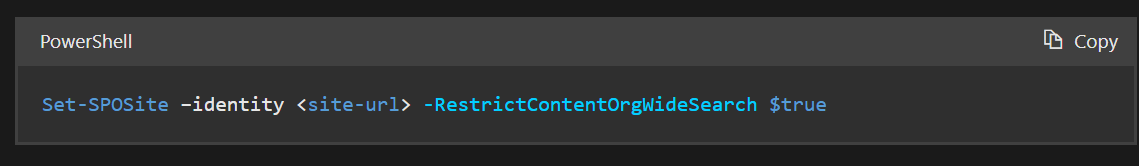 PowerShell
Copy
Set-SPOSite –identity <site-url> -RestrictContentOrgWideSearch $true